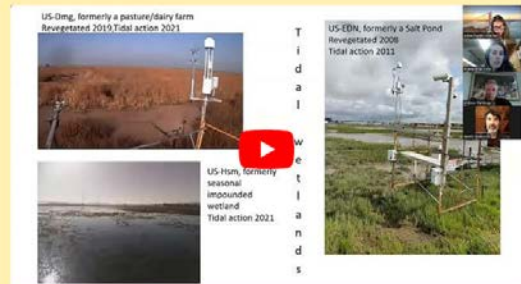 US-Dmg, formerly a pasture/dairy farm
Revegetated 2019,Tidal action 2021
T
i
d
a
l
w
e
t
l
a
n
d
s
US-EDN, formerly a Salt Pond
Revegetated 2008
Tidal action 2011
US-Hsm, formerly
seasonal
impounded
wetland
Tidal action 2021